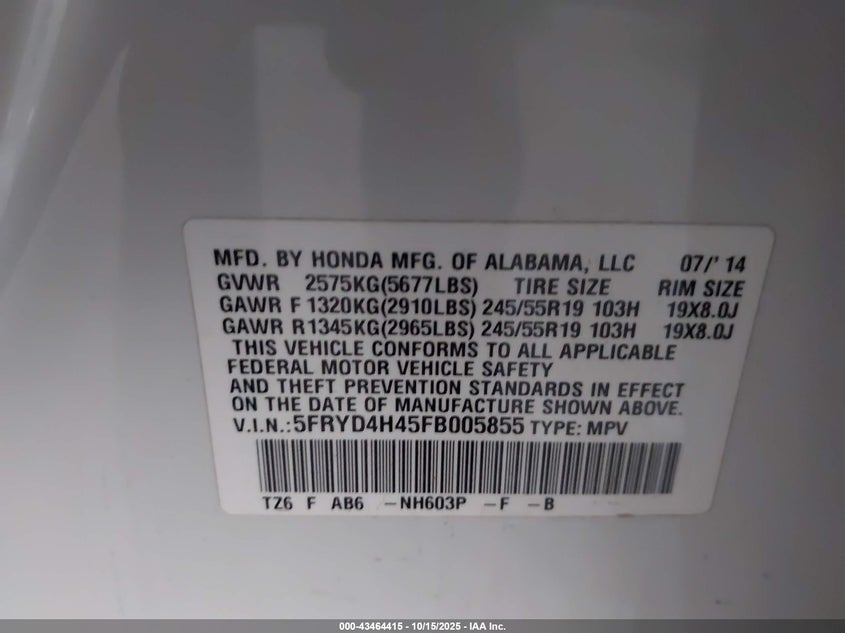 MFD. BY HONDA MFG. OF ALABAMA, LLC 07/' 14
GVWR 2575KG(5677LBS) TIRE SIZE RIM SIZE
GAWR F 1320KG(2910LBS) 245/55R19 103H 19X8.0J
GAWR R1345KG(2965LBS) 245/55R19 103H 19X8.0J
THIS VEHICLE CONFORMS TO ALL APPLICABLE
FEDERAL MOTOR VEHICLE SAFETY
AND THEFT PREVENTION STANDARDS IN EFFECT
ON THE DATE OF MANUFACTURE SHOWN ABOVE.
V.I.N.:5FRYD4H45FB005855 TYPE: MPV
TZ6 F AB6 -NH603P -F -B
000-43464415 - 10/15/2025 - IAA Inc.